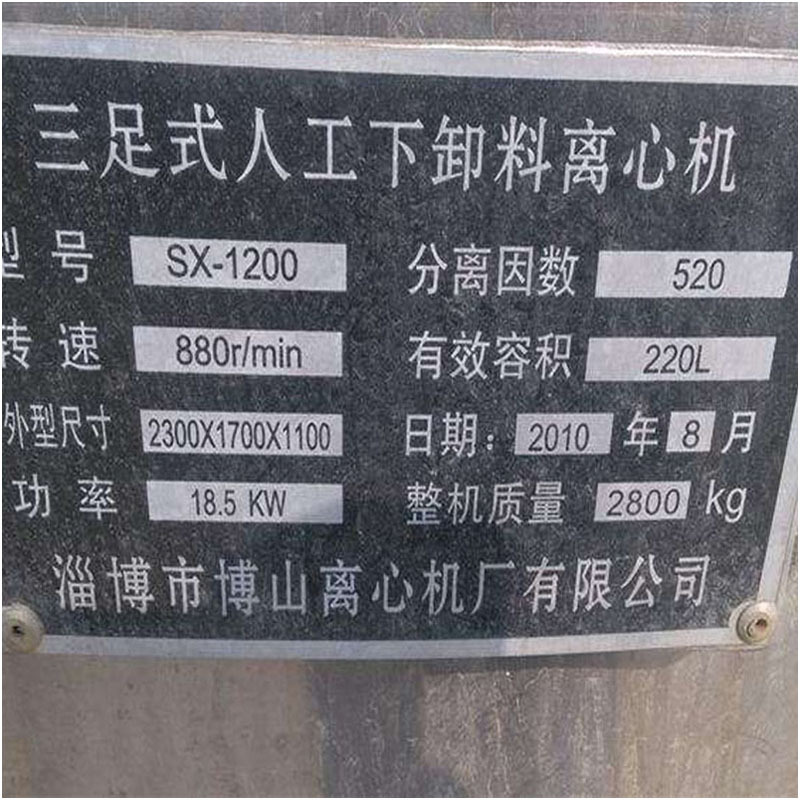 三足式人工下卸料离心机
型号 SX-1200 分离因数 520
转速 880r/min 有效容积 220L
外型尺寸 2300X1700X1100 日期: 2010 年 8 月
功率 18.5 KW 整机质量 2800 kg
淄博市博山离心机厂有限公司